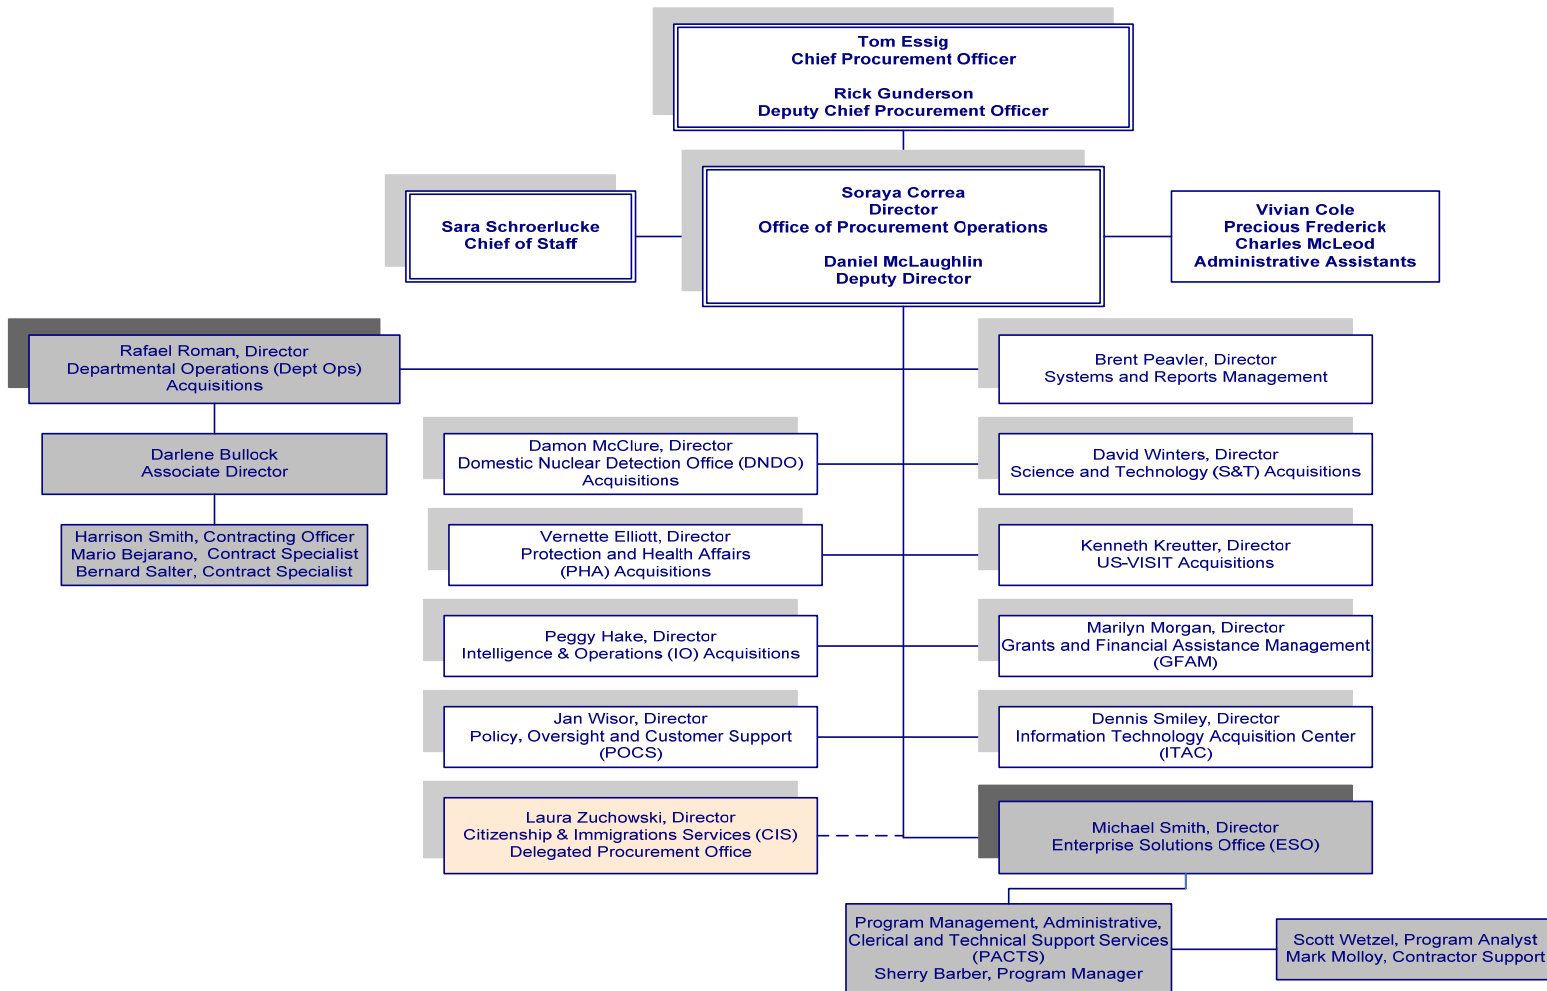 Tom Essig
Chief Procurement Officer
Rick Gunderson
Deputy Chief Procurement Officer
Sara Schroerlucke
Chief of Staff
Soraya Correa
Director
Office of Procurement Operations
Daniel McLaughlin
Deputy Director
Vivian Cole
Precious Frederick
Charles McLeod
Administrative Assistants
Rafael Roman, Director
Departmental Operations (Dept Ops)
Acquisitions
Brent Peavler, Director
Systems and Reports Management
Darlene Bullock
Associate Director
Damon McClure, Director
Domestic Nuclear Detection Office (DNDO)
Acquisitions
David Winters, Director
Science and Technology (S&T) Acquisitions
Harrison Smith, Contracting Officer
Mario Bejarano, Contract Specialist
Bernard Salter, Contract Specialist
Vernette Elliott, Director
Protection and Health Affairs
(PHA) Acquisitions
Kenneth Kreutter, Director
US-VISIT Acquisitions
Peggy Hake, Director
Intelligence & Operations (IO) Acquisitions
Marilyn Morgan, Director
Grants and Financial Assistance Management
(GFAM)
Jan Wisor, Director
Policy, Oversight and Customer Support
(POCS)
Dennis Smiley, Director
Information Technology Acquisition Center
(ITAC)
Laura Zuchowski, Director
Citizenship & Immigrations Services (CIS)
Delegated Procurement Office
Michael Smith, Director
Enterprise Solutions Office (ESO)
Program Management, Administrative,
Clerical and Technical Support Services
(PACTS)
Sherry Barber, Program Manager
Scott Wetzel, Program Analyst
Mark Molloy, Contractor Support